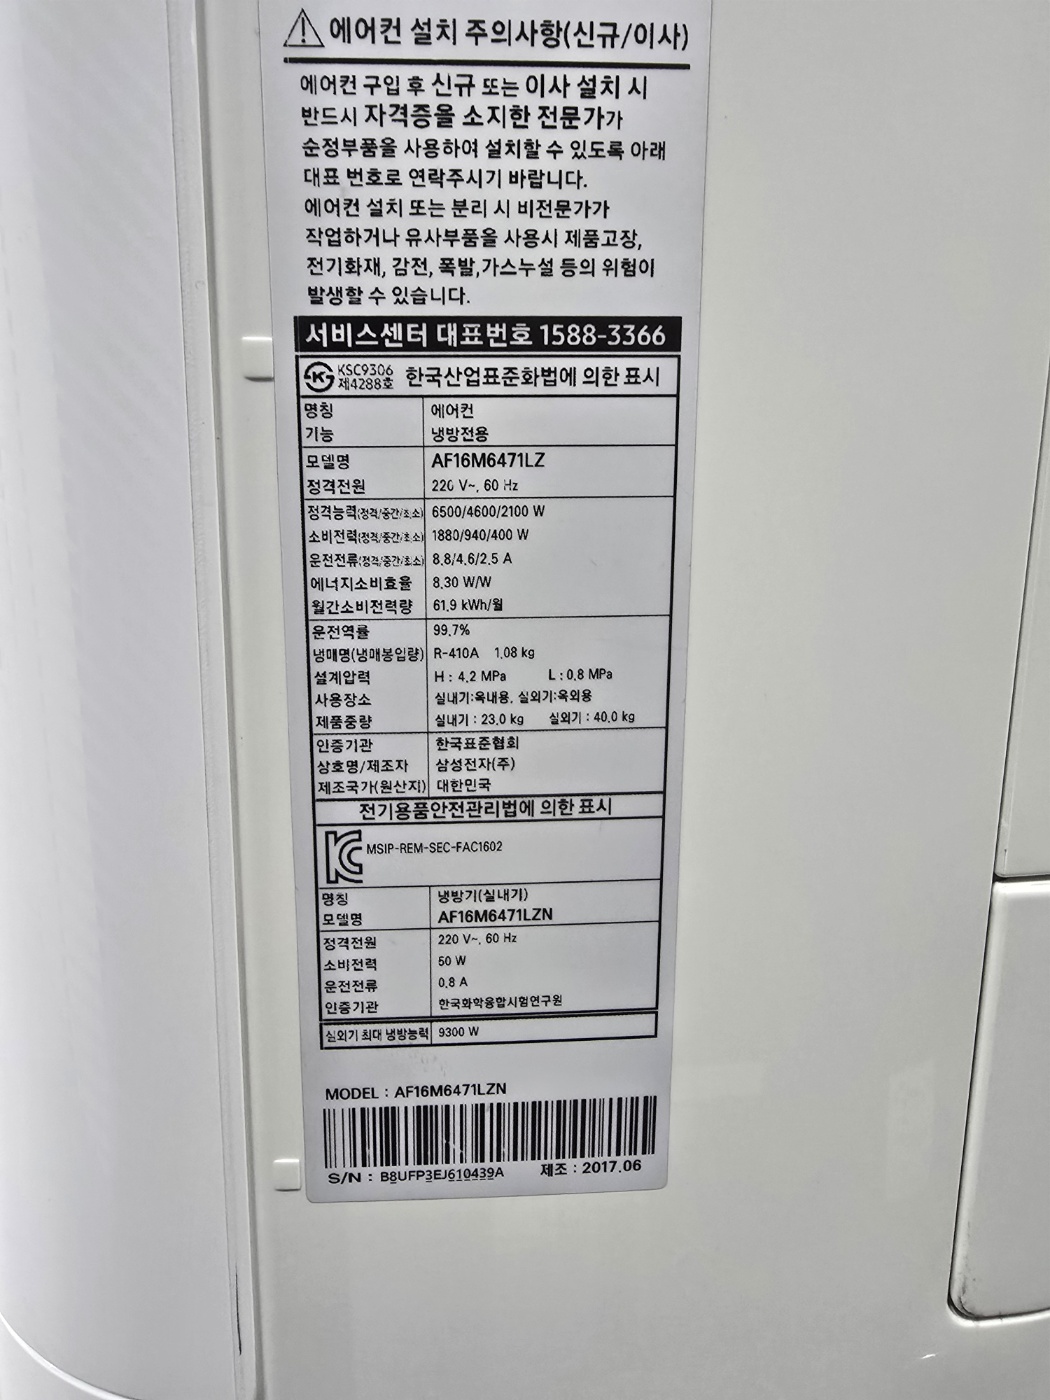 에어컨 설치 주의사항(신규/이사)
에어컨 구입 후 신규 또는 이사 설치 시
반드시 자격증을 소지한 전문가가
순정부품을 사용하여 설치할 수 있도록 아래
대표 번호로 연락주시기 바랍니다.
에어컨 설치 또는 분리 시 비전문가가
작업하거나 유사부품을 사용시 제품고장,
전기화재, 감전, 폭발,가스누설 등의 위험이
발생할 수 있습니다.
서비스센터 대표번호 1588-3366
KSC9306
제4288호 한국산업표준화법에 의한 표시
명칭 에어컨
기능 냉방전용
모델명 AF16M6471LZ
정격전원 220 V~, 60 Hz
정격능력(정격/중간/최소) 6500/4600/2100 W
소비전력(정격/중간/최소) 1880/940/400 W
운전전류(정격/중간/최소) 8.8/4.6/2.5 A
에너지소비효율 8.30 W/W
월간소비전력량 61.9 kWh/월
운전역률 99.7%
냉매명(냉매봉입량) R-410A 1.08 kg
설계압력 H : 4.2 MPa L : 0.8 MPa
사용장소 실내기:옥내용, 실외기:옥외용
제품중량 실내기 : 23.0 kg 실외기 : 40.0 kg
인증기관 한국표준협회
상호명/제조자 삼성전자(주)
제조국가(원산지) 대한민국
전기용품안전관리법에 의한 표시
MSIP-REM-SEC-FAC1602
명칭 냉방기(실내기)
모델명 AF16M6471LZN
정격전원 220 V~, 60 Hz
소비전력 50 W
운전전류 0.8 A
인증기관 한국화학융합시험연구원
실외기 최대 냉방능력 9300 W
MODEL : AF16M6471LZN
S/N : B8UFP3EJ610439A 제조 : 2017.06